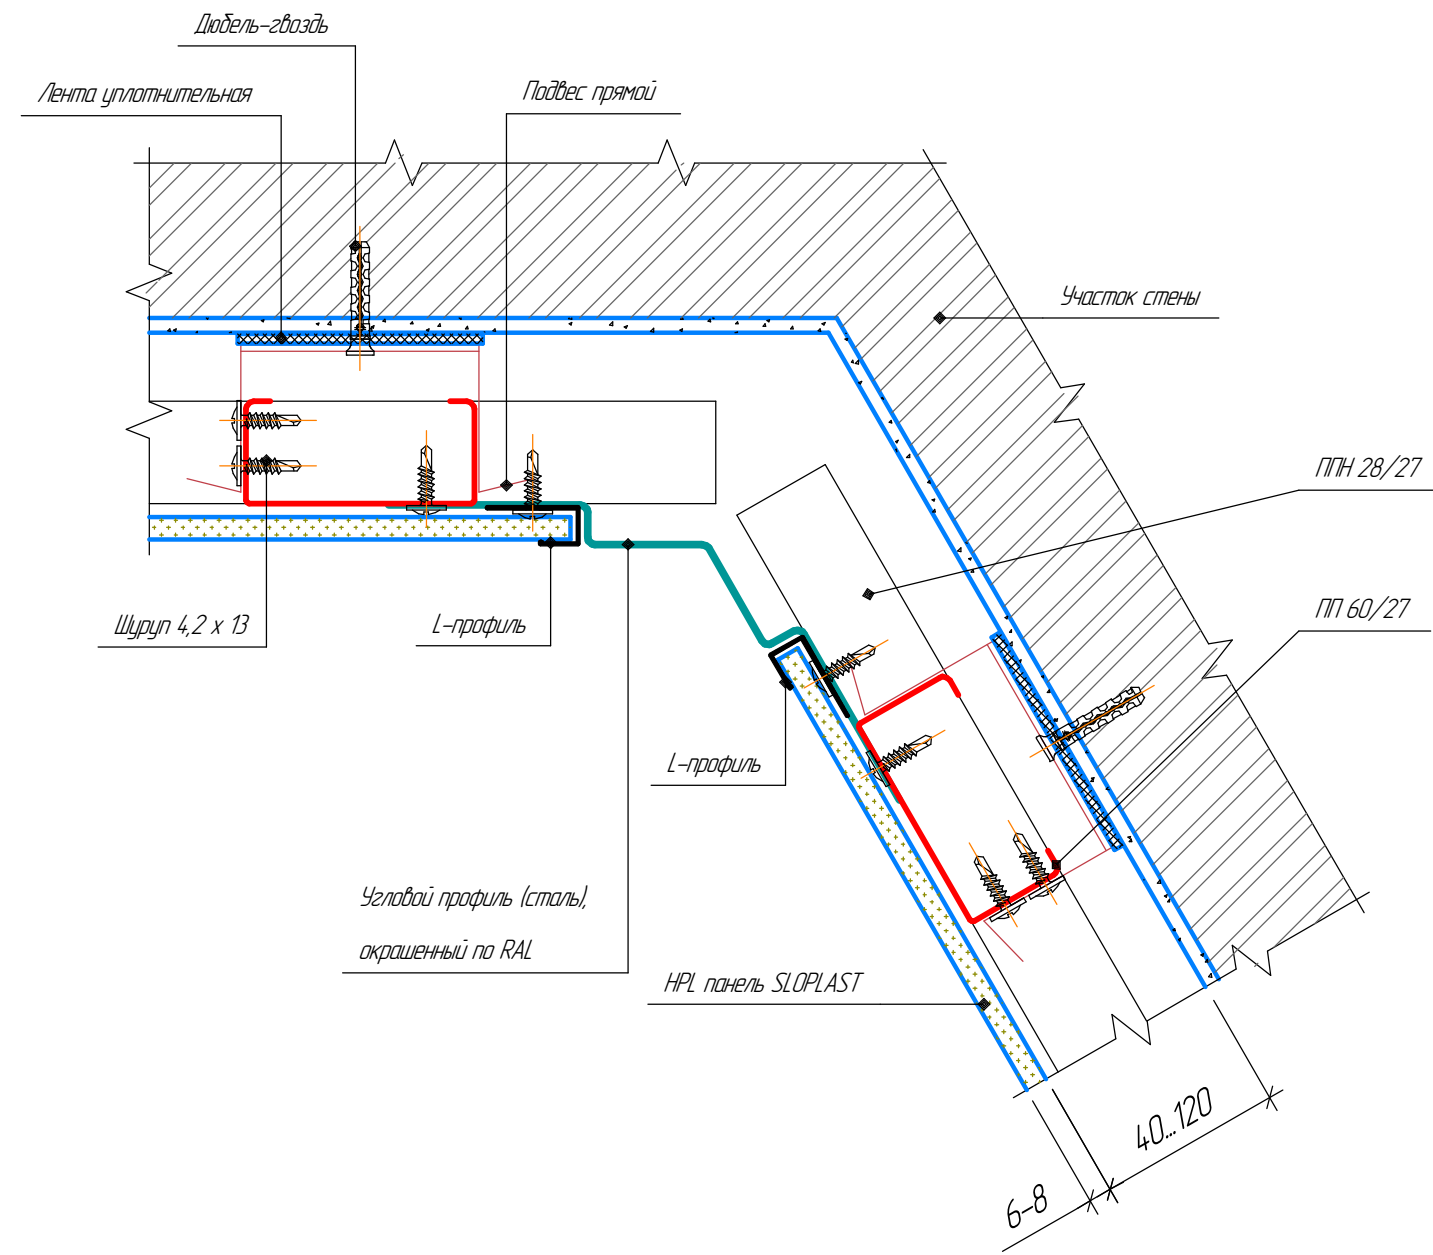 Дюбель-гвоздь
Лента уплотнительная
Подвес прямой
Участок стены
ППН 28/27
ПП 60/27
Шуруп 4,2 х 13
L-профиль
L-профиль
Угловой профиль (сталь),
окрашенный по RAL
HPL панель SLOPLAST
40...120
6-8